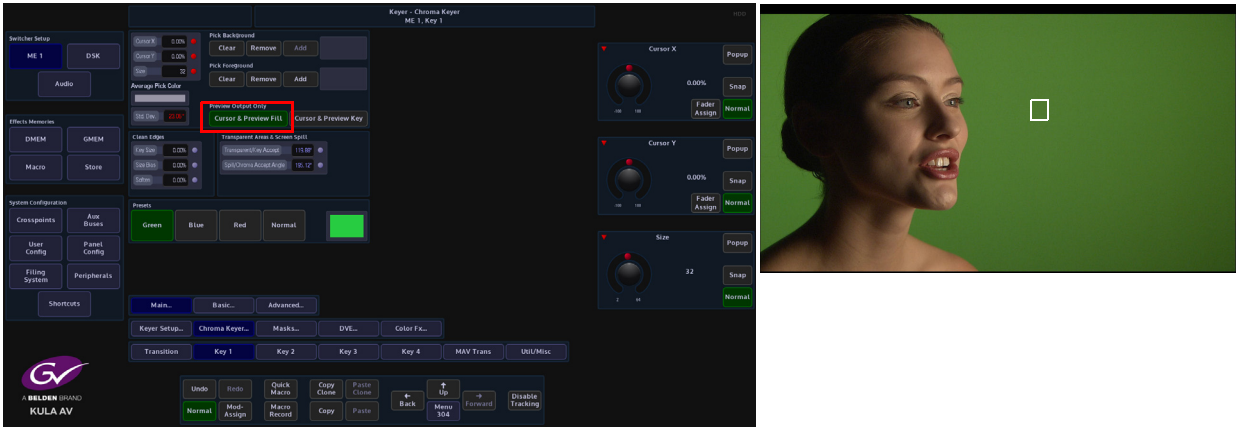 Keyer - Chroma Keyer
ME 1, Key 1
HDD
Switcher Setup
ME 1
DSK
Audio
Effects Memories
DMEM
GMEM
Macro
Store
System Configuration
Crosspoints
Aux
Buses
User
Config
Panel
Config
Filing
System
Peripherals
Shortcuts
GV
A BELDEN BRAND
KULA AV
Cursor X 0.00%
Cursor Y 0.00%
Size 32
Average Pick Color
Std. Dev.
Pick Background
Clear Remove Add
Pick Foreground
Clear Remove Add
Preview Output Only
Cursor & Preview Fill Cursor & Preview Key
Clean Edges
Key Size 0.00%
Size Bias 0.00%
Soften 0.00%
Transparent Areas & Screen Spill
Transparent/Key Accept
Spill/Chroma Accept Angle
Presets
Green Blue Red Normal
Main... Basic... Advanced...
Keyer Setup... Chroma Keyer... Masks... DVE... Color Fx...
Transition Key 1 Key 2 Key 3 Key 4 MAV Trans Util/Misc
Undo Redo
Normal
Mod-
Assign
Quick
Macro
Macro
Record
Copy
Clone
Paste
Clone
Copy Paste
Back
Up
Menu
304
Forward
Disable
Tracking
Cursor X
Popup
0.00%
Snap
-100 100
Fader
Assign
Normal
Cursor Y
Popup
0.00%
Snap
-100 100
Fader
Assign
Normal
Size
Popup
32
Snap
2 64
Normal